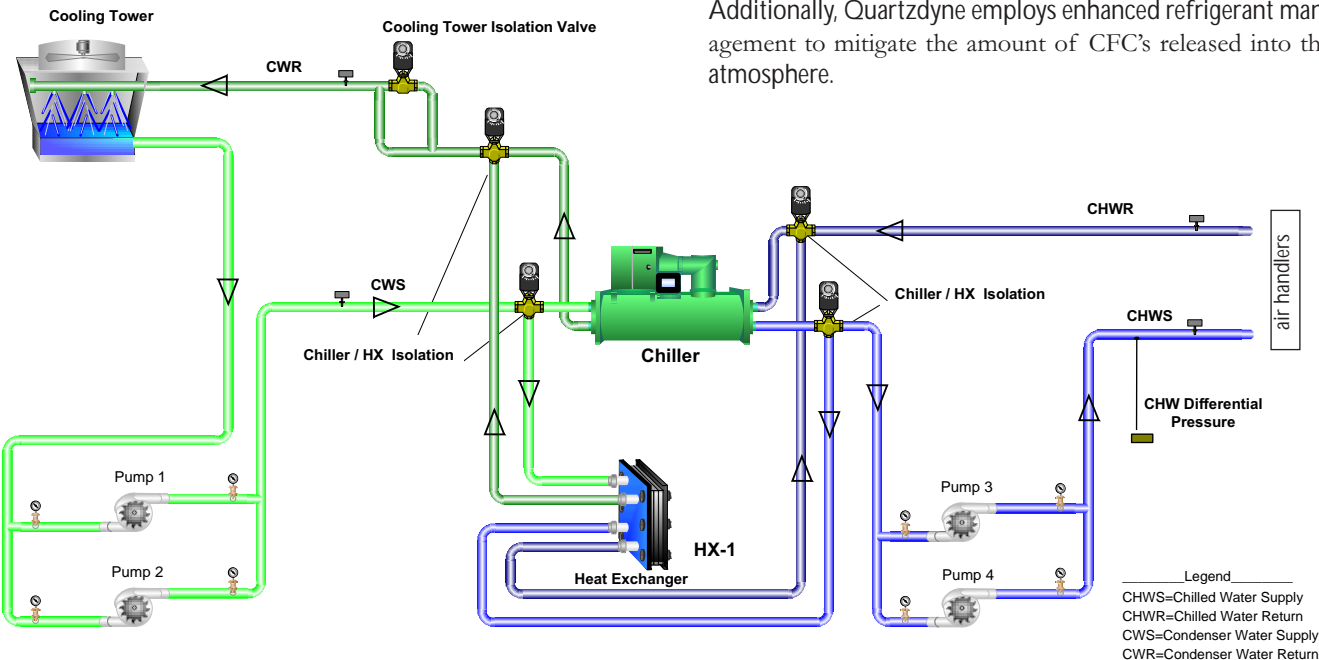 Additionally, Quartzdyne employs enhanced refrigerant man
agement to mitigate the amount of CFC's released into th
atmosphere.
Cooling Tower
Cooling Tower Isolation Valve
CWR
CHWR
air handlers
CWS
Chiller / HX Isolation
CHWS
Chiller / HX Isolation
Chiller
CHW Differential
Pressure
Pump 1
Pump 3
HX-1
Pump 2
Heat Exchanger
Pump 4
Legend
CHWS=Chilled Water Supply
CHWR=Chilled Water Return
CWS=Condenser Water Supply
CWR=Condenser Water Return